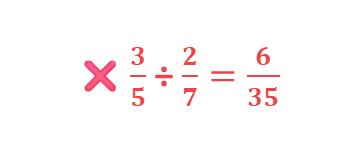 ❌ 3/5 ÷ 2/7 = 6/35